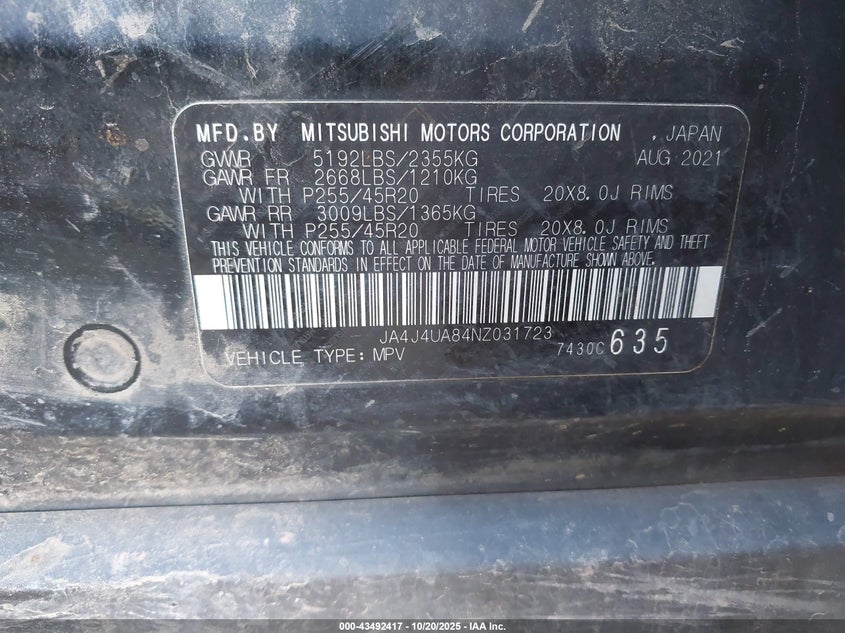 MFD.BY MITSUBISHI MOTORS CORPORATION , JAPAN
GVWR 5192LBS/2355KG AUG 2021
GAWR FR 2668LBS/1210KG
WITH P255/45R20 TIRES 20X8.0J RIMS
GAWR RR 3009LBS/1365KG
WITH P255/45R20 TIRES 20X8.0J RIMS
THIS VEHICLE CONFORMS TO ALL APPLICABLE FEDERAL MOTOR VEHICLE SAFETY AND THEFT
PREVENTION STANDARDS IN EFFECT ON THE DATE OF MANUFACTURE SHOWN ABOVE.
JA4J4UA84NZ031723
VEHICLE TYPE: MPV 7430C 635
000-43492417 - 10/20/2025 - IAA Inc.